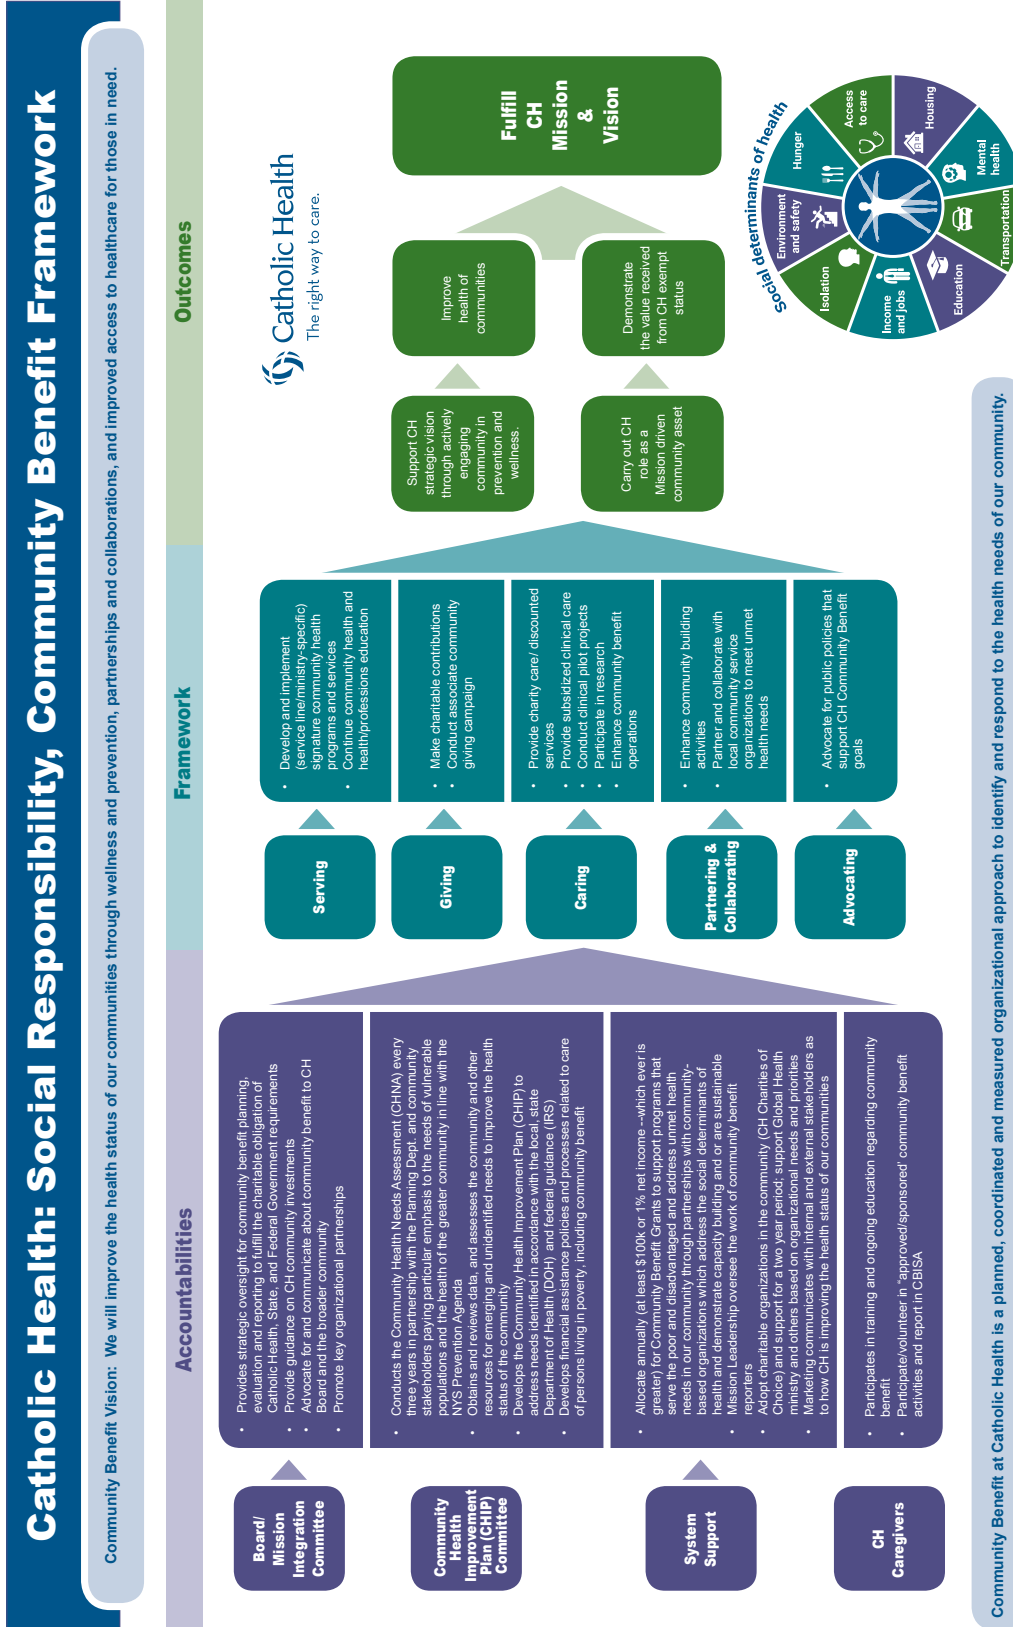 Catholic Health: Social Responsibility, Community Benefit Framework
Community Benefit Vision: We will improve the health status of our communities through wellness and prevention, partnerships and collaborations, and improved access to healthcare for those in need.
Accountabilities
Framework
Outcomes
Board/
Mission
Integration
Committee
• Provides strategic oversight for community benefit planning,
evaluation and reporting to fulfill the charitable obligation of
Catholic Health, State, and Federal Government requirements
• Provide guidance on CH community investments
• Advocate for and communicate about community benefit to CH
Board and the broader community
• Promote key organizational partnerships
Community
Health
Improvement
Plan (CHIP)
Committee
• Conducts the Community Health Needs Assessment (CHNA) every
three years in partnership with the Planning Dept. and community
stakeholders paying particular emphasis to the needs of vulnerable
populations and the health of the greater community in line with the
NYS Prevention Agenda
• Obtains and reviews data, and assesses the community and other
resources for emerging and unidentified needs to improve the health
status of the community
• Develops the Community Health Improvement Plan (CHIP) to
address needs identified in accordance with the local, state
Department of Health (DOH) and federal guidance (IRS)
• Develops financial assistance policies and processes related to care
of persons living in poverty, including community benefit
System
Support
• Allocate annually (at least $100k or 1% net income --which ever is
greater) for Community Benefit Grants to support programs that
serve the poor and disadvantaged and address unmet health
needs in our community through partnerships with community-
based organizations which address the social determinants of
health and demonstrate capacity building and or are sustainable
• Mission Leadership oversee the work of community benefit
reporters
• Adopt charitable organizations in the community (CH Charities of
Choice) and support for a two year period; support Global Health
ministry and others based on organizational needs and priorities
• Marketing communicates with internal and external stakeholders as
to how CH is improving the health status of our communities
CH
Caregivers
• Participates in training and ongoing education regarding community
benefit
• Participate/volunteer in “approved/sponsored’ community benefit
activities and report in CBISA
Serving
• Develop and implement
(service line/ministry-specific)
signature community health
programs and services
• Continue community health and
health/professions education
Giving
• Make charitable contributions
• Conduct associate community
giving campaign
Caring
• Provide charity care/ discounted
services
• Provide subsidized clinical care
• Conduct clinical pilot projects
• Participate in research
• Enhance community benefit
operations
Partnering &
Collaborating
• Enhance community building
activities
• Partner and collaborate with
local community service
organizations to meet unmet
health needs
Advocating
• Advocate for public policies that
support CH Community Benefit
goals
Catholic Health
The right way to care.
Support CH
strategic vision
through actively
engaging
community in
prevention and
wellness.
Carry out CH
role as a
Mission driven
community asset
Improve
health of
communities
Demonstrate
the value received
from CH exempt
status
Fulfill
CH
Mission
&
Vision
Social determinants of health
Hunger
Access
to care
Housing
Mental
health
Transportation
Education
Income
and jobs
Isolation
Environment
and safety
Community Benefit at Catholic Health is a planned, coordinated and measured organizational approach to identify and respond to the health needs of our community.